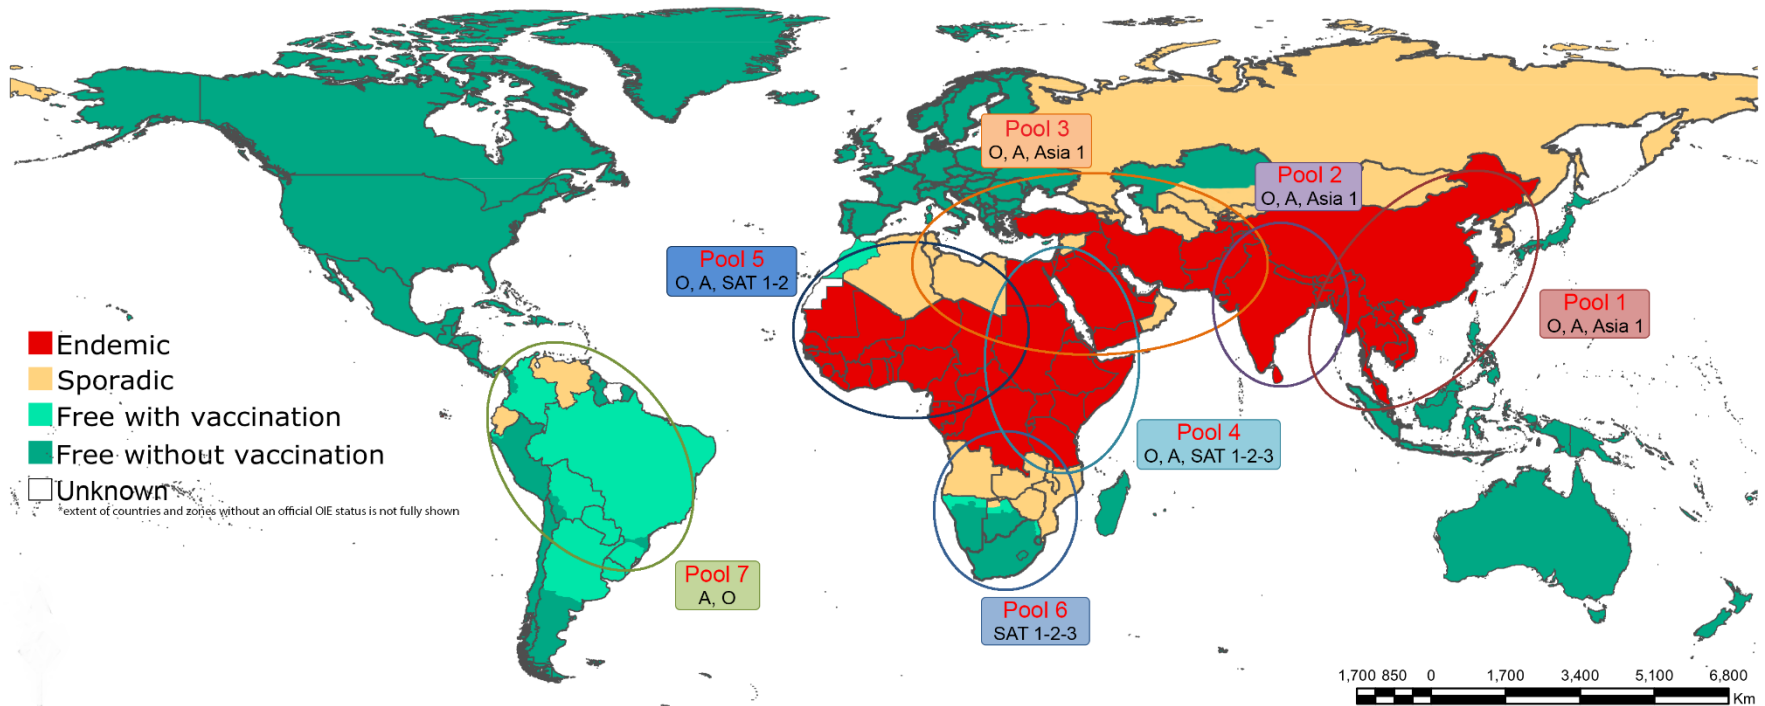 Pool 3
O, A, Asia 1
Pool 2
O, A, Asia 1
Pool 5
O, A, SAT 1-2
Pool 1
O, A, Asia 1
Endemic
Sporadic
Free with vaccination
Free without vaccination
Unknown
*extent of countries and zones without an official OIE status is not fully shown
Pool 4
O, A, SAT 1-2-3
Pool 7
A, O
Pool 6
SAT 1-2-3
1,700 850 0 1,700 3,400 5,100 6,800
Km